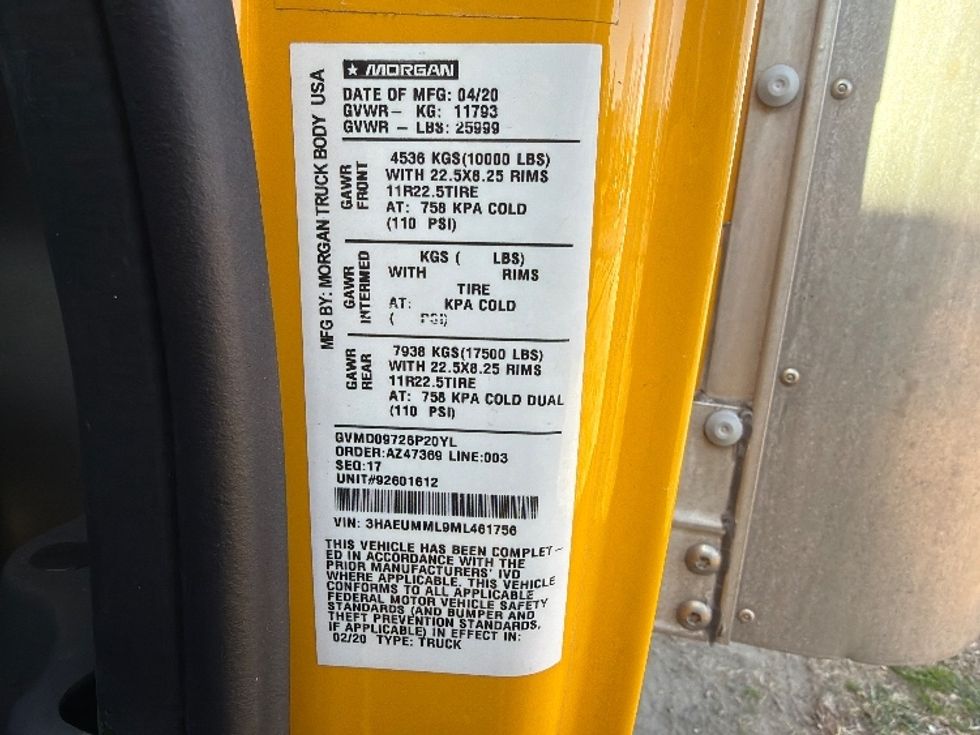 MORGAN
MFG BY: MORGAN TRUCK BODY USA
DATE OF MFG: 04/20
GVWR- KG: 11793
GVWR - LBS: 25999
GAWR FRONT
4536 KGS(10000 LBS)
WITH 22.5X8.25 RIMS
11R22.5TIRE
AT: 758 KPA COLD
(110 PSI)
GAWR INTERMED
KGS ( LBS)
WITH RIMS
TIRE
AT: KPA COLD
( PSI)
GAWR REAR
7938 KGS(17500 LBS)
WITH 22.5X8.25 RIMS
11R22.5TIRE
AT: 758 KPA COLD DUAL
(110 PSI)
GVMD09726P20YL
ORDER:AZ47369 LINE:003
SEQ:17
UNIT#92601612
VIN: 3HAEUMML9ML461756
THIS VEHICLE HAS BEEN COMPLET-
ED IN ACCORDANCE WITH THE
PRIOR MANUFACTURERS' IVD
WHERE APPLICABLE. THIS VEHICLE
CONFORMS TO ALL APPLICABLE
FEDERAL MOTOR VEHICLE SAFETY
STANDARDS (AND BUMPER AND
THEFT PREVENTION STANDARDS,
IF APPLICABLE) IN EFFECT IN:
02/20 TYPE: TRUCK